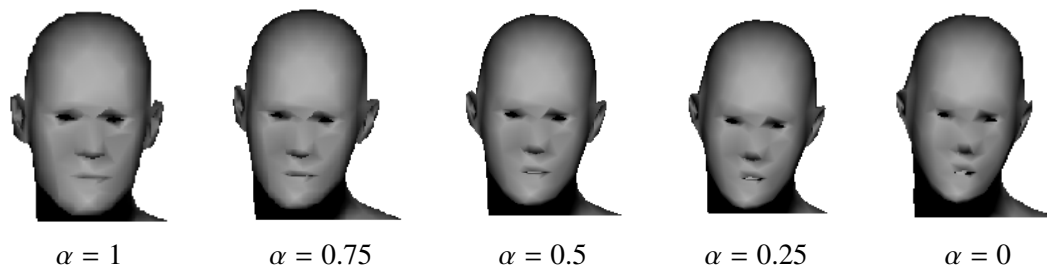 α = 1 α = 0.75 α = 0.5 α = 0.25 α = 0